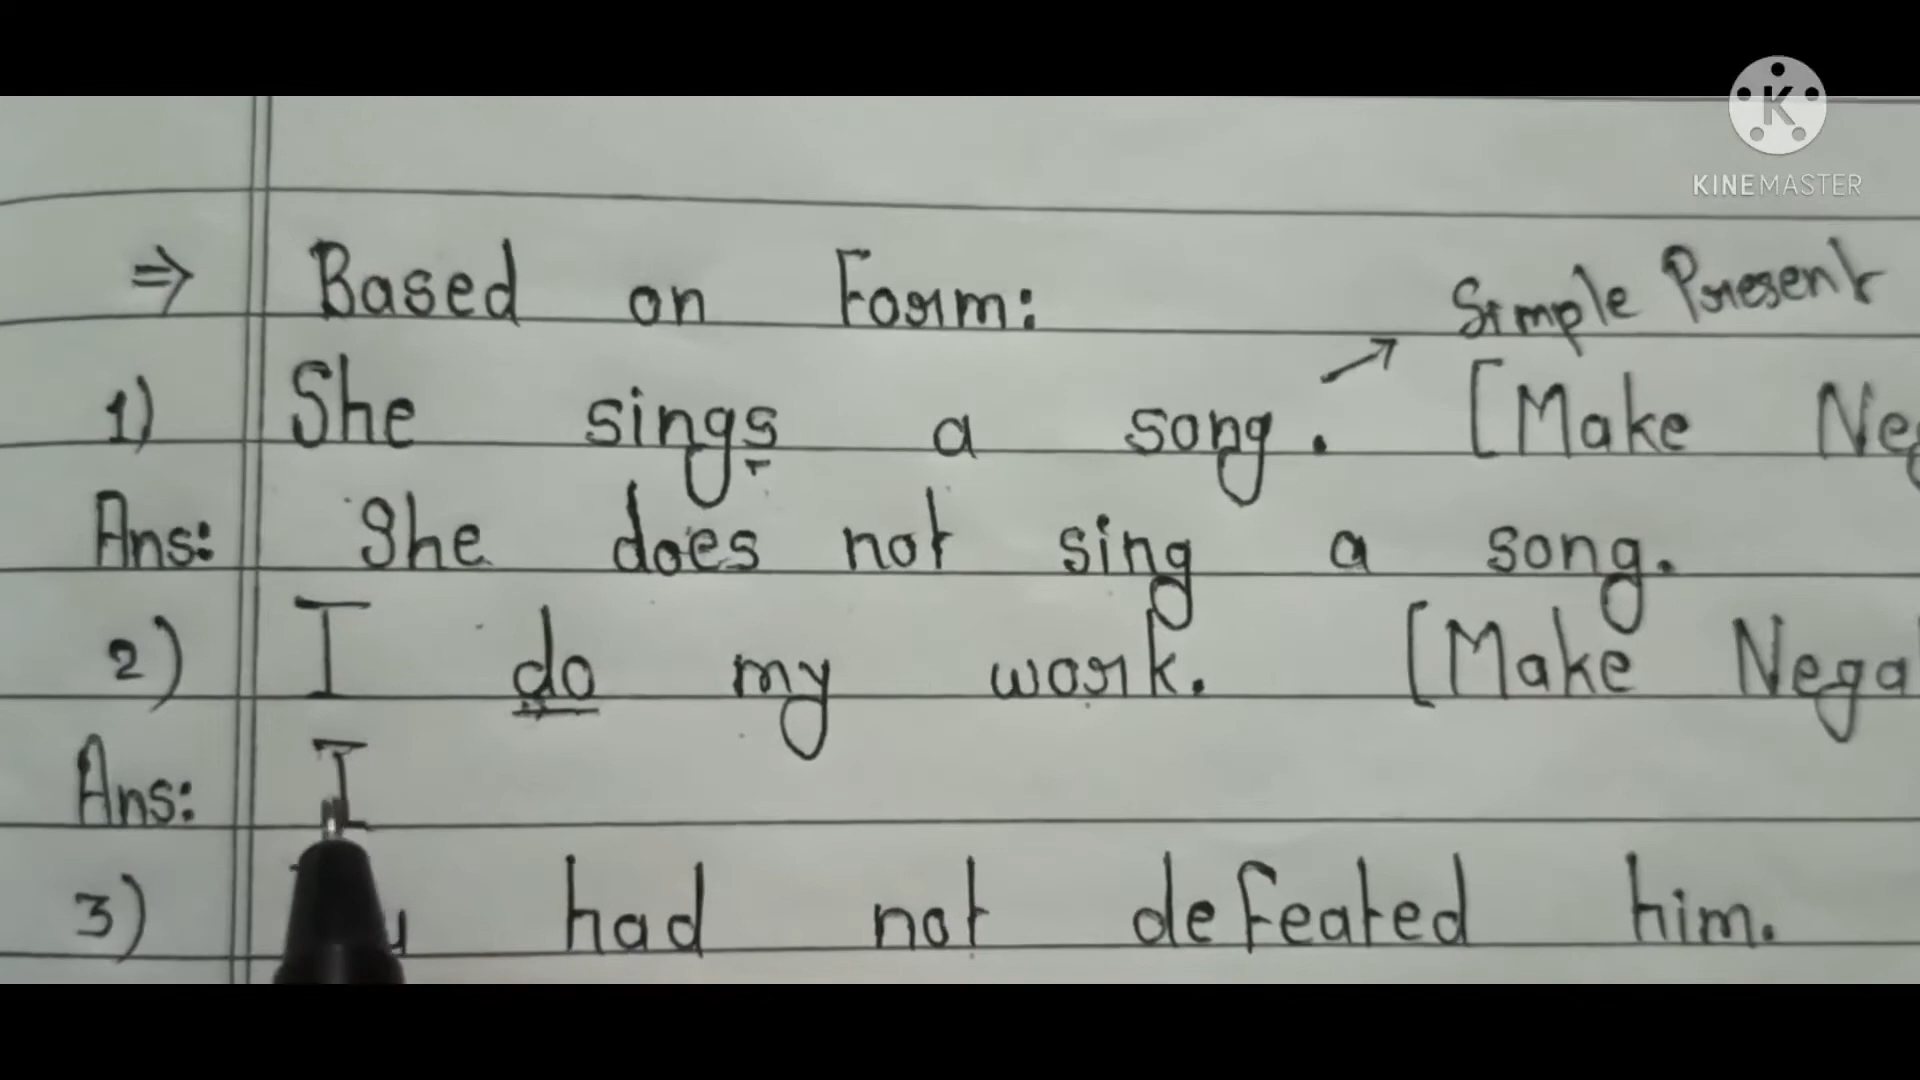 KINEMASTER
⇒ Based on Form:
Simple Present
1) She sings a song. → [Make Neg
Ans: She does not sing a song.
2) I do my work. [Make Nega
Ans: I
3) had not defeated him.